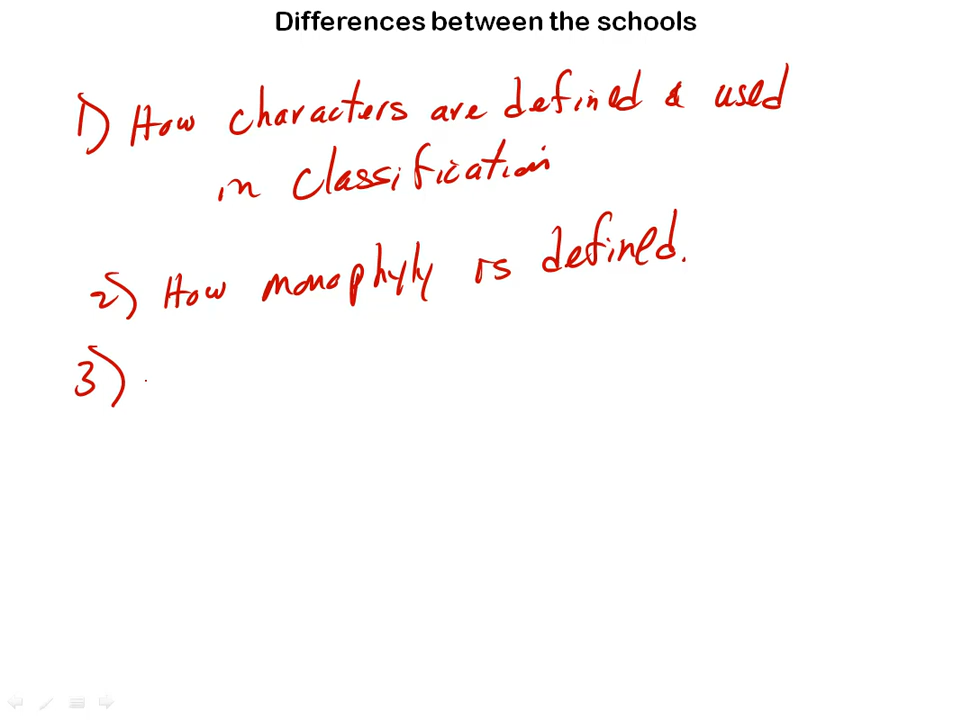 Differences between the schools
1) How characters are defined & used
in classification
2) How monophyly is defined.
3)